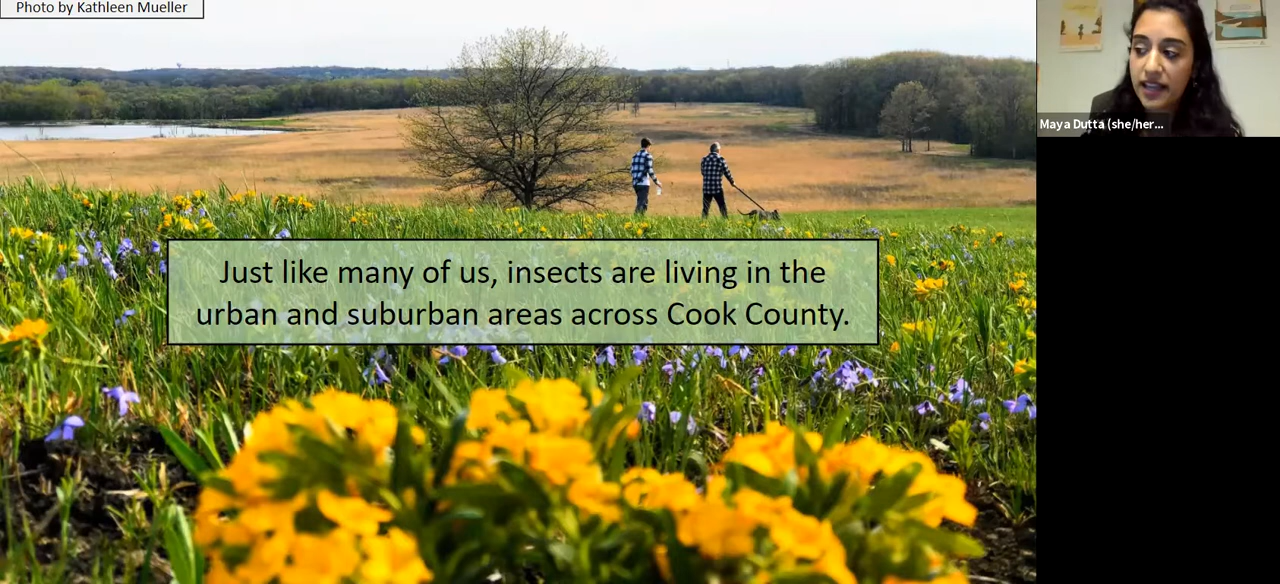 Photo by Kathleen Mueller
Just like many of us, insects are living in the
urban and suburban areas across Cook County.
Maya Dutta (she/her...